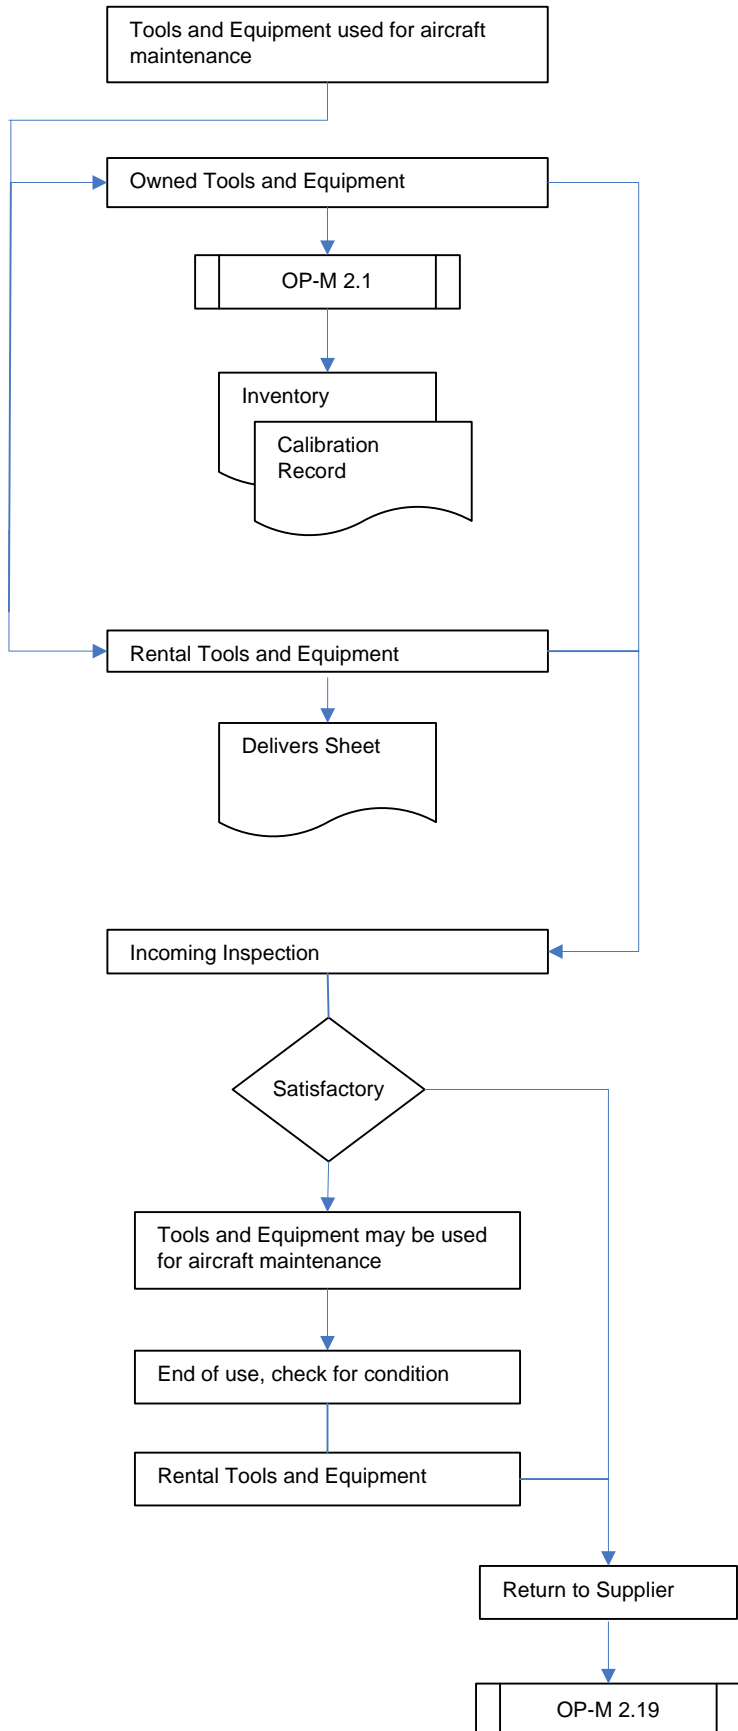 Tools and Equipment used for aircraft
maintenance
Owned Tools and Equipment
OP-M 2.1
Inventory
Calibration
Record
Rental Tools and Equipment
Delivers Sheet
Incoming Inspection
Satisfactory
Tools and Equipment may be used
for aircraft maintenance
End of use, check for condition
Rental Tools and Equipment
Return to Supplier
OP-M 2.19